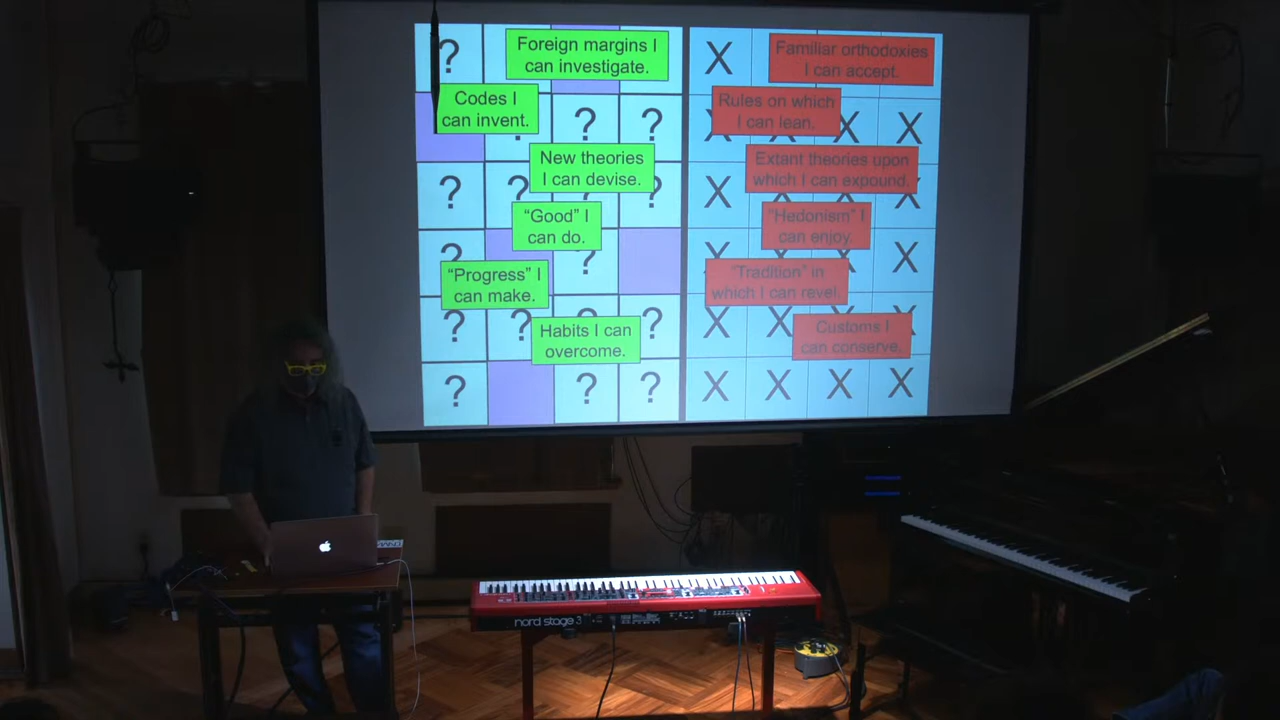 ?
Foreign margins I
can investigate.
X
Familiar orthodoxies
I can accept.
Codes I
can invent.
? ? ?
Rules on which
I can lean.
X X X
New theories
I can devise.
? ? ?
Extant theories upon
which I can expound.
X X
"Good" I
can do.
"Hedonism" I
can enjoy.
? ?
X X X
"Progress" I
can make.
"Tradition" in
which I can revel.
Habits I can
overcome.
Customs I
can conserve.
? ? ?
X X X X
? ? ?
X X X X
nord stage 3